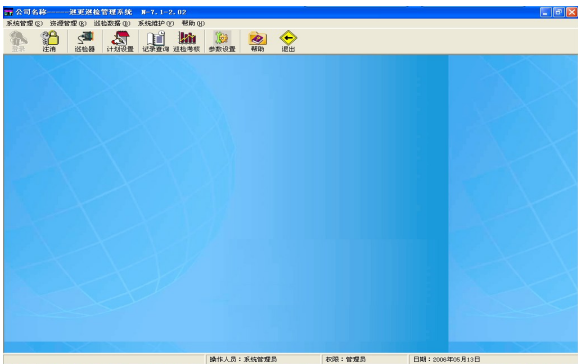 公司名称-----巡更巡检管理系统 N-7.1-2.02
系统管理(S) 资源管理(R) 巡检数据(D) 系统维护(V) 帮助(H)
登录 注消 巡检器 计划设置 记录查询 巡检考核 参数设置 帮助 退出
操作人员：系统管理员 权限：管理员 日期：2006年05月13日